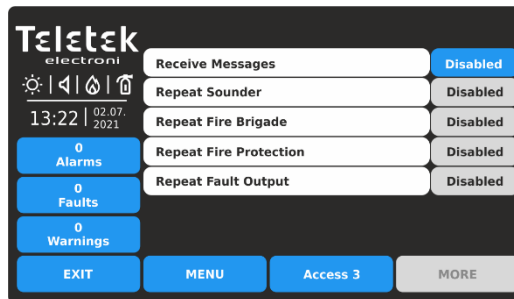 Teletek
electroni
13:22 02.07.
2021
0
Alarms
0
Faults
0
Warnings
Receive Messages Disabled
Repeat Sounder Disabled
Repeat Fire Brigade Disabled
Repeat Fire Protection Disabled
Repeat Fault Output Disabled
EXIT MENU Access 3 MORE